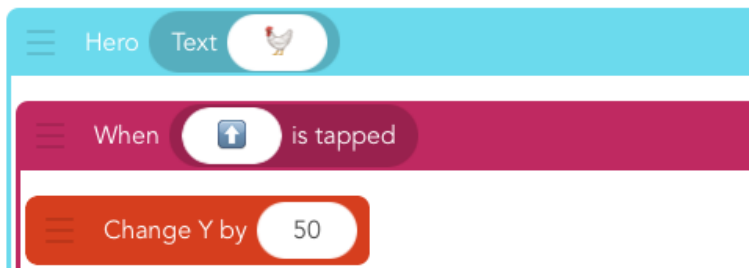 Hero Text 🐓
When ⬆️ is tapped
Change Y by 50